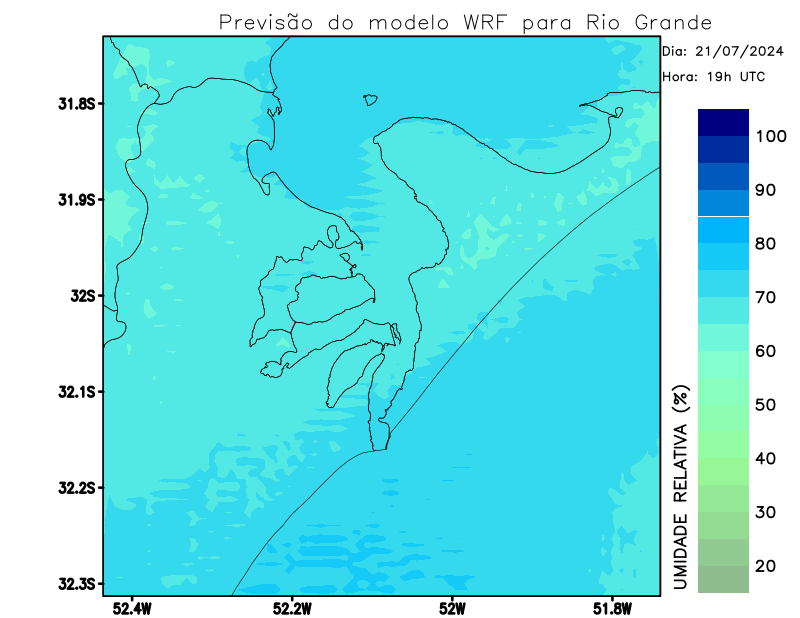 Previsão do modelo WRF para Rio Grande
Dia: 21/07/2024
Hora: 19h UTC
31.8S
31.9S
32S
32.1S
32.2S
32.3S
52.4W
52.2W
52W
51.8W
100
90
80
70
60
50
40
30
20
UMIDADE RELATIVA (%)